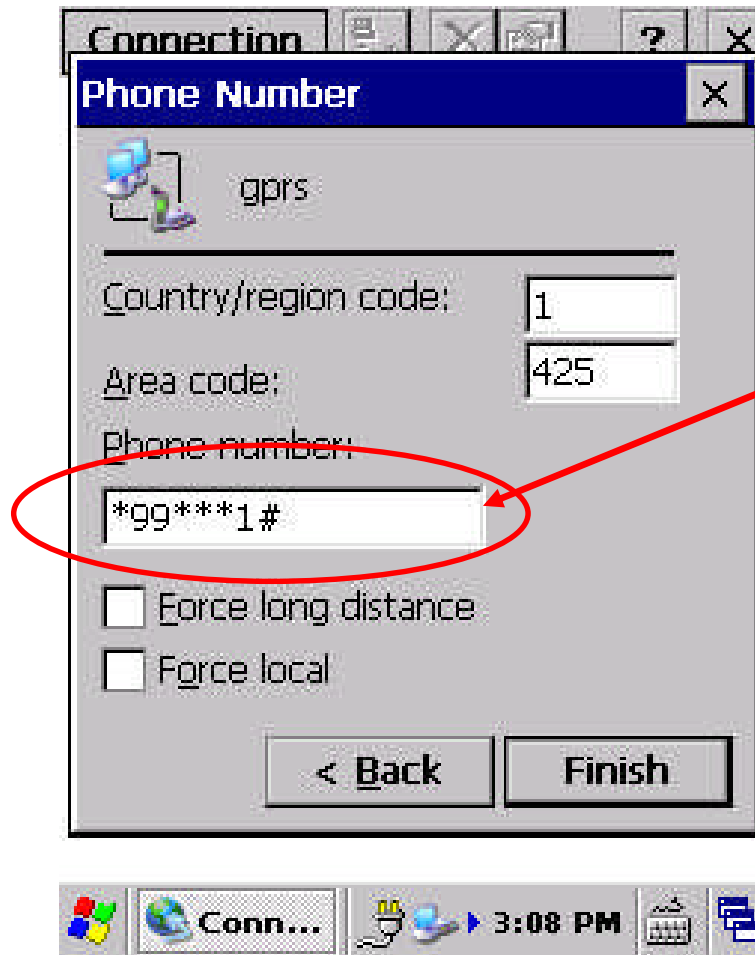 Connection ?
Phone Number
gprs
Country/region code: 1
Area code: 425
Phone number:
*99***1#
Force long distance
Force local
< Back Finish
Conn... 3:08 PM